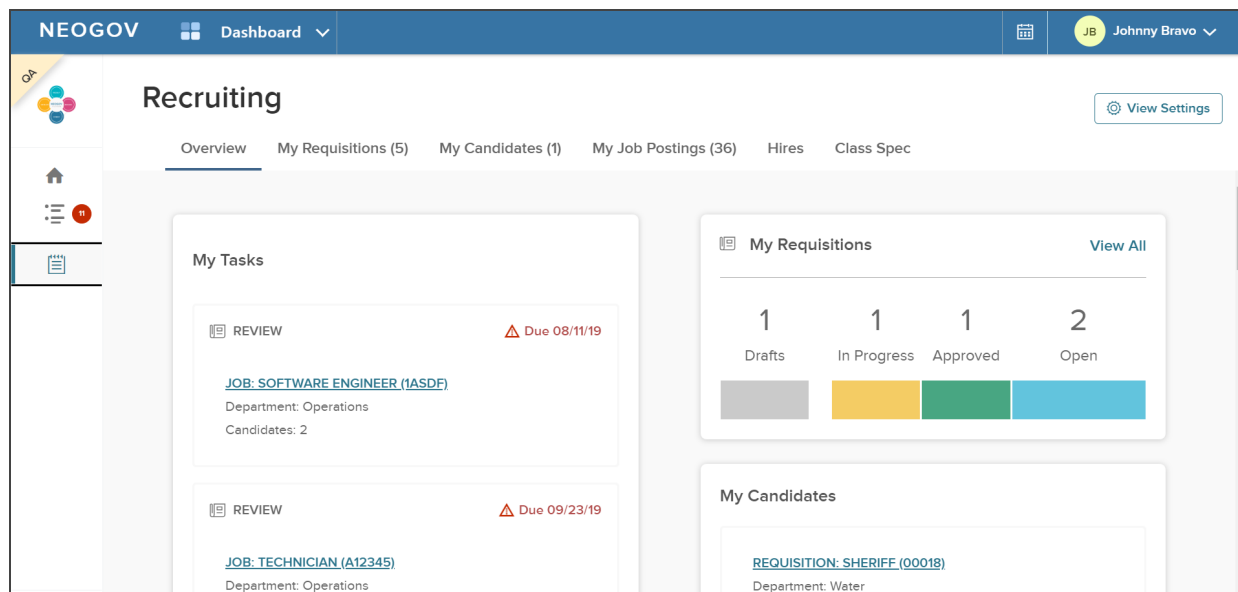 NEOGOV
Dashboard
JB
Johnny Bravo
QA
Recruiting
View Settings
Overview
My Requisitions (5)
My Candidates (1)
My Job Postings (36)
Hires
Class Spec
11
My Tasks
REVIEW
Due 08/11/19
JOB: SOFTWARE ENGINEER (1ASDF)
Department: Operations
Candidates: 2
REVIEW
Due 09/23/19
JOB: TECHNICIAN (A12345)
Department: Operations
My Requisitions
View All
1
1
1
2
Drafts
In Progress
Approved
Open
My Candidates
REQUISITION: SHERIFF (00018)
Department: Water